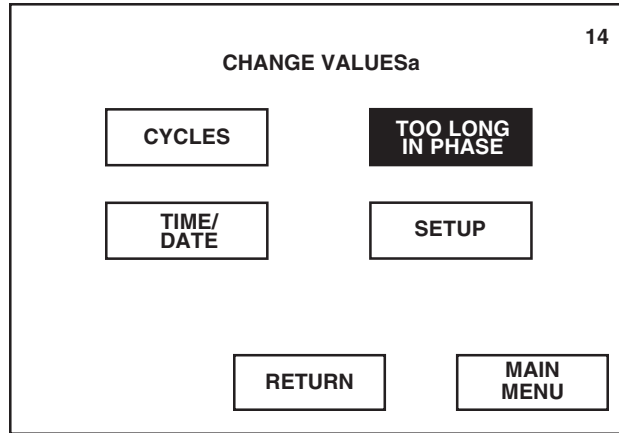 14
CHANGE VALUESa
CYCLES
TOO LONG
IN PHASE
TIME/
DATE
SETUP
RETURN
MAIN
MENU